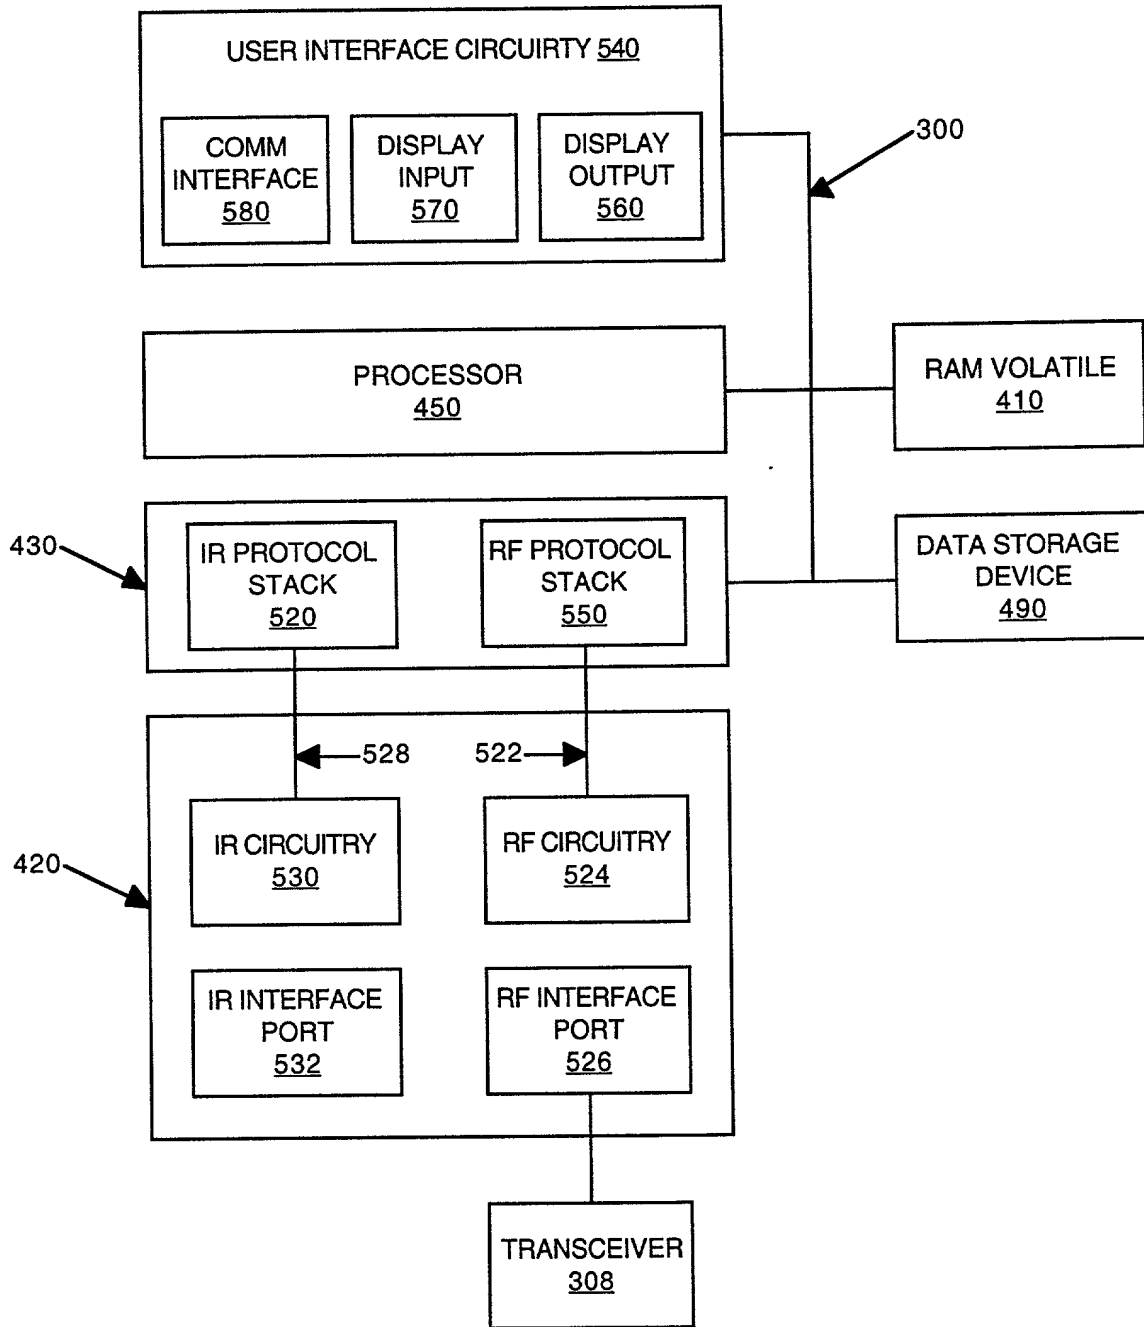 USER INTERFACE CIRCUIRTY 540
COMM
INTERFACE
580
DISPLAY
INPUT
570
DISPLAY
OUTPUT
560
300
PROCESSOR
450
RAM VOLATILE
410
430
IR PROTOCOL
STACK
520
RF PROTOCOL
STACK
550
DATA STORAGE
DEVICE
490
528
522
420
IR CIRCUITRY
530
RF CIRCUITRY
524
IR INTERFACE
PORT
532
RF INTERFACE
PORT
526
TRANSCEIVER
308